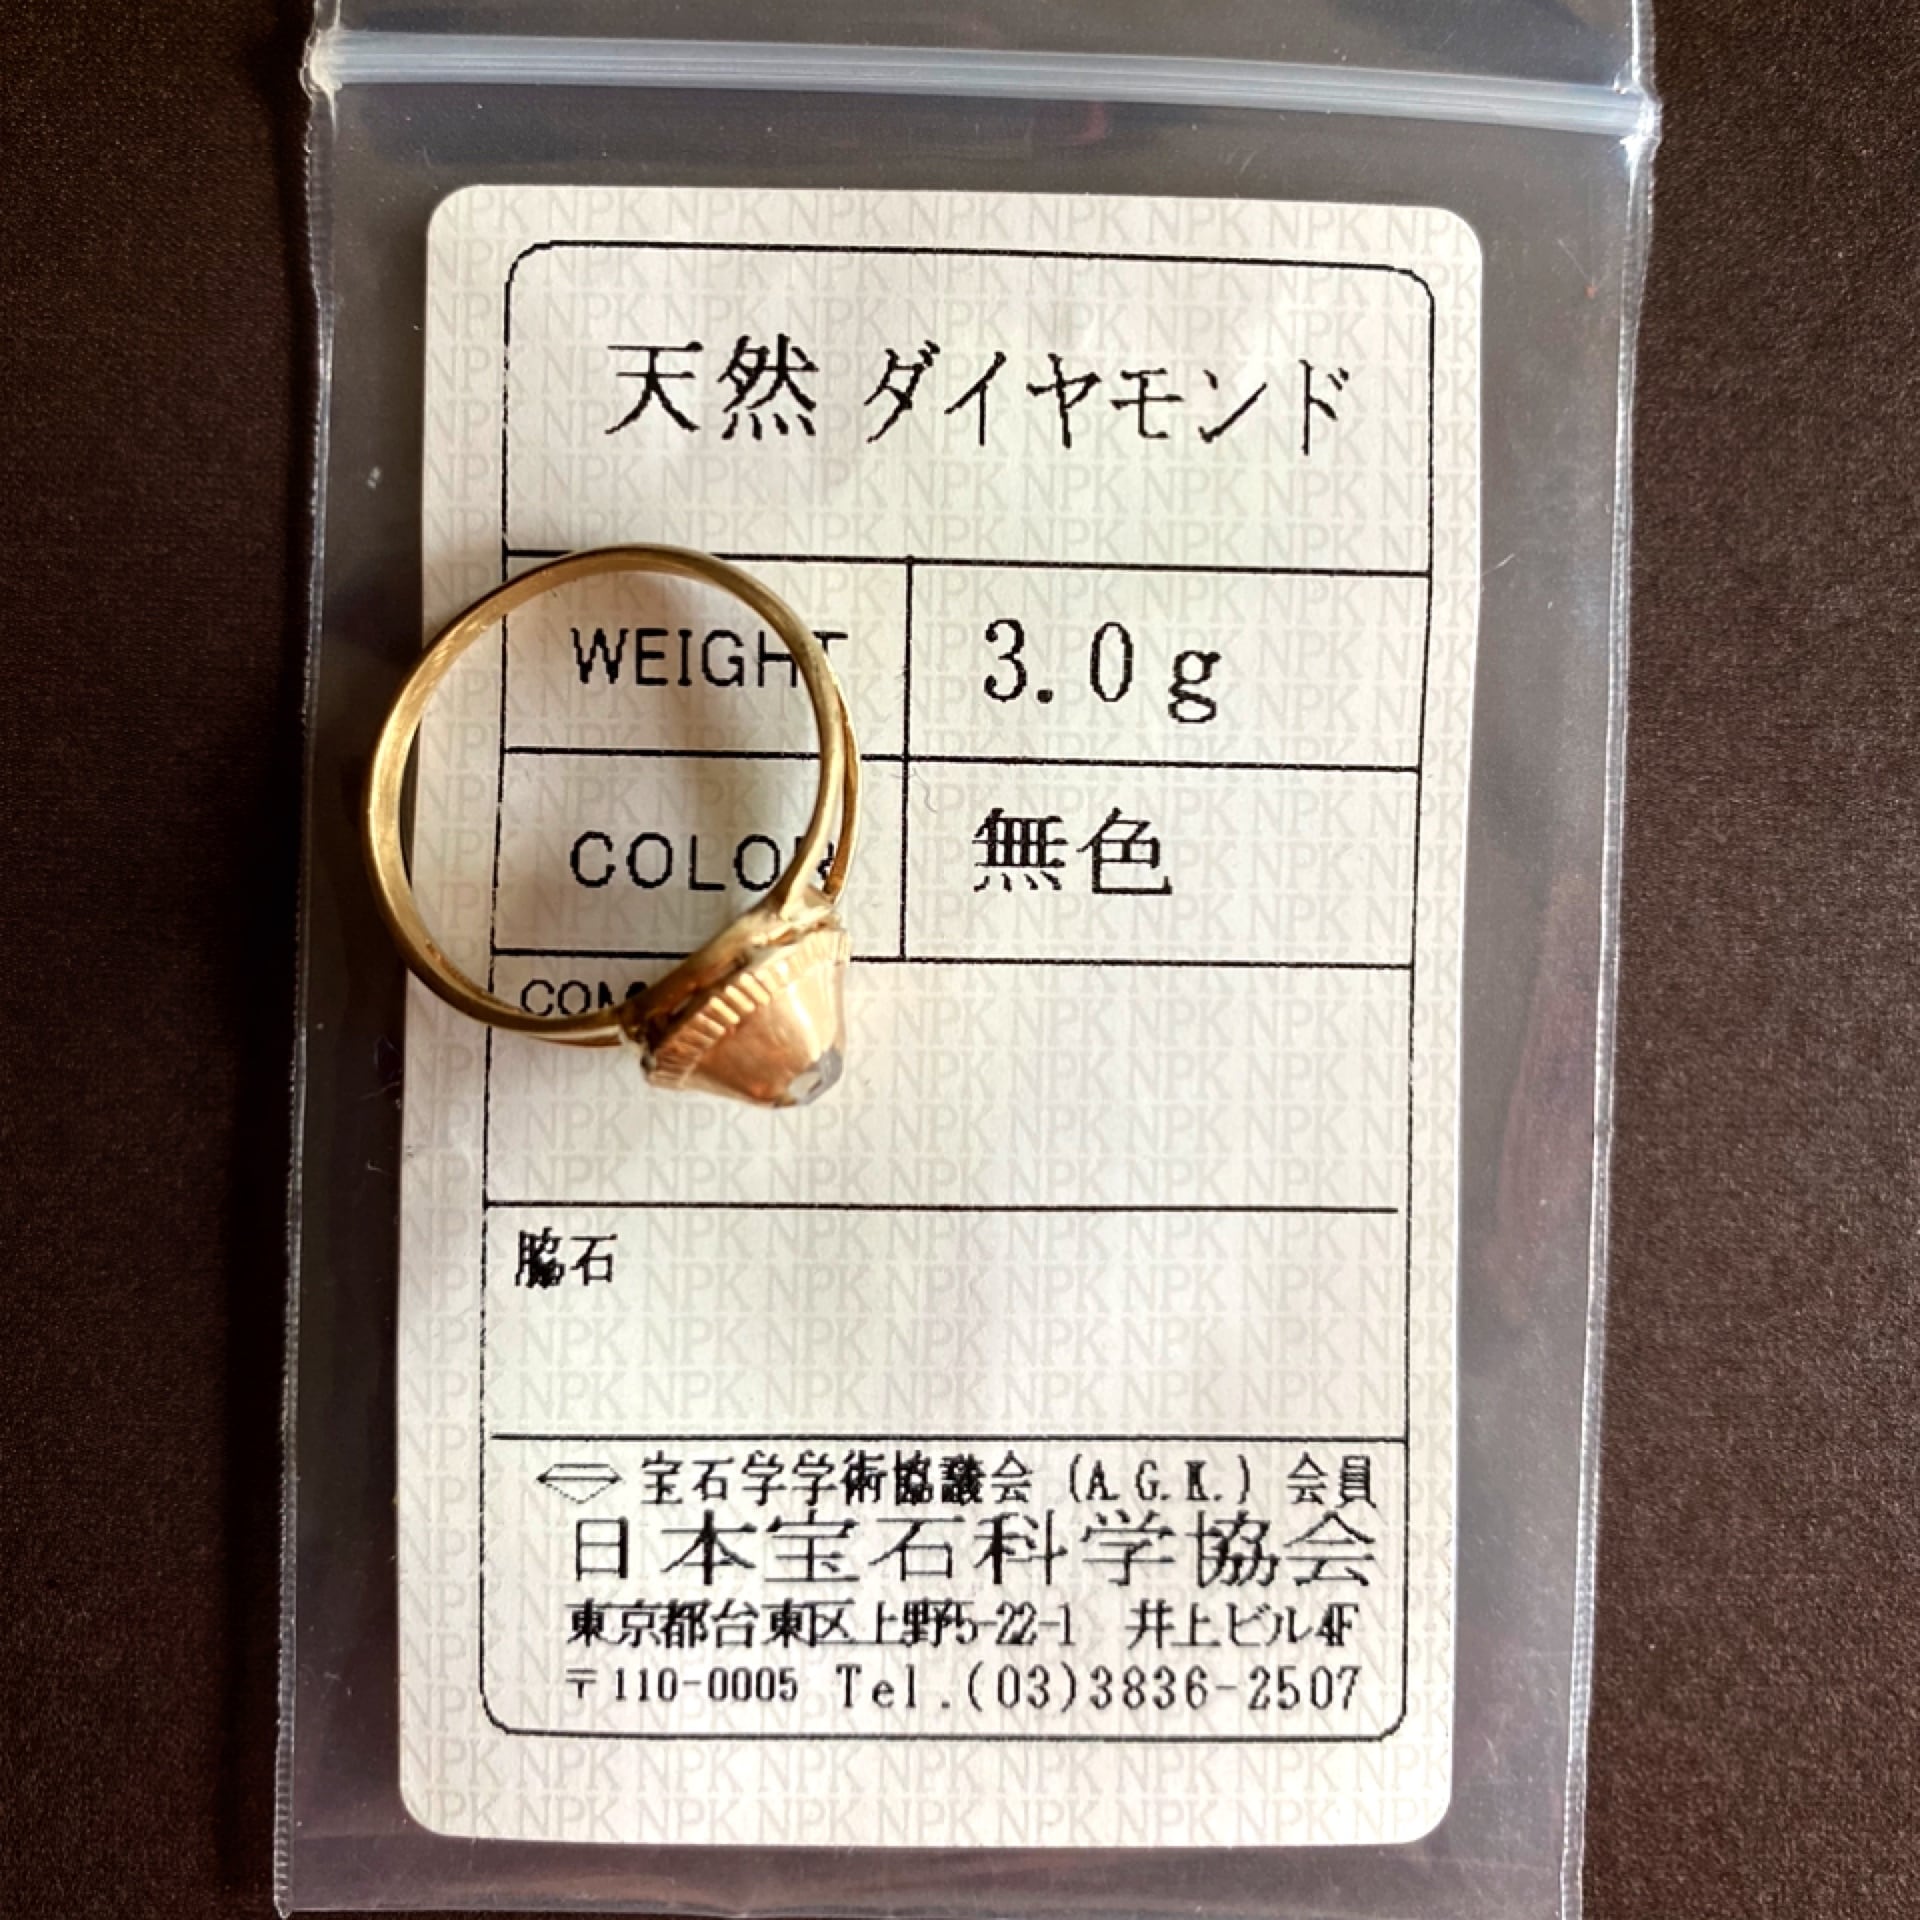 天然 ダイヤモンド
WEIGHT 3.0g
COLOR 無色
COM
脇石
宝石学学術協議会 (A.G.K.) 会員
日本宝石科学協会
東京都台東区上野5-22-1 井上ビル4F
〒110-0005 Tel.(03)3836-2507